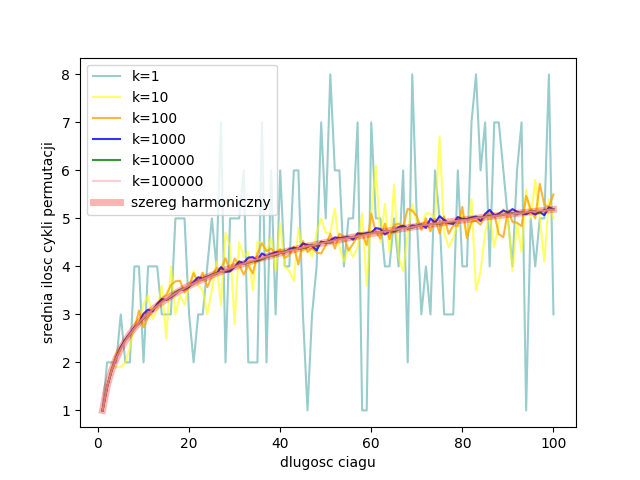 k=1
k=10
k=100
k=1000
k=10000
k=100000
szereg harmoniczny
8
7
6
5
4
3
2
1
srednia ilosc cykli permutacji
0 20 40 60 80 100
dlugosc ciagu